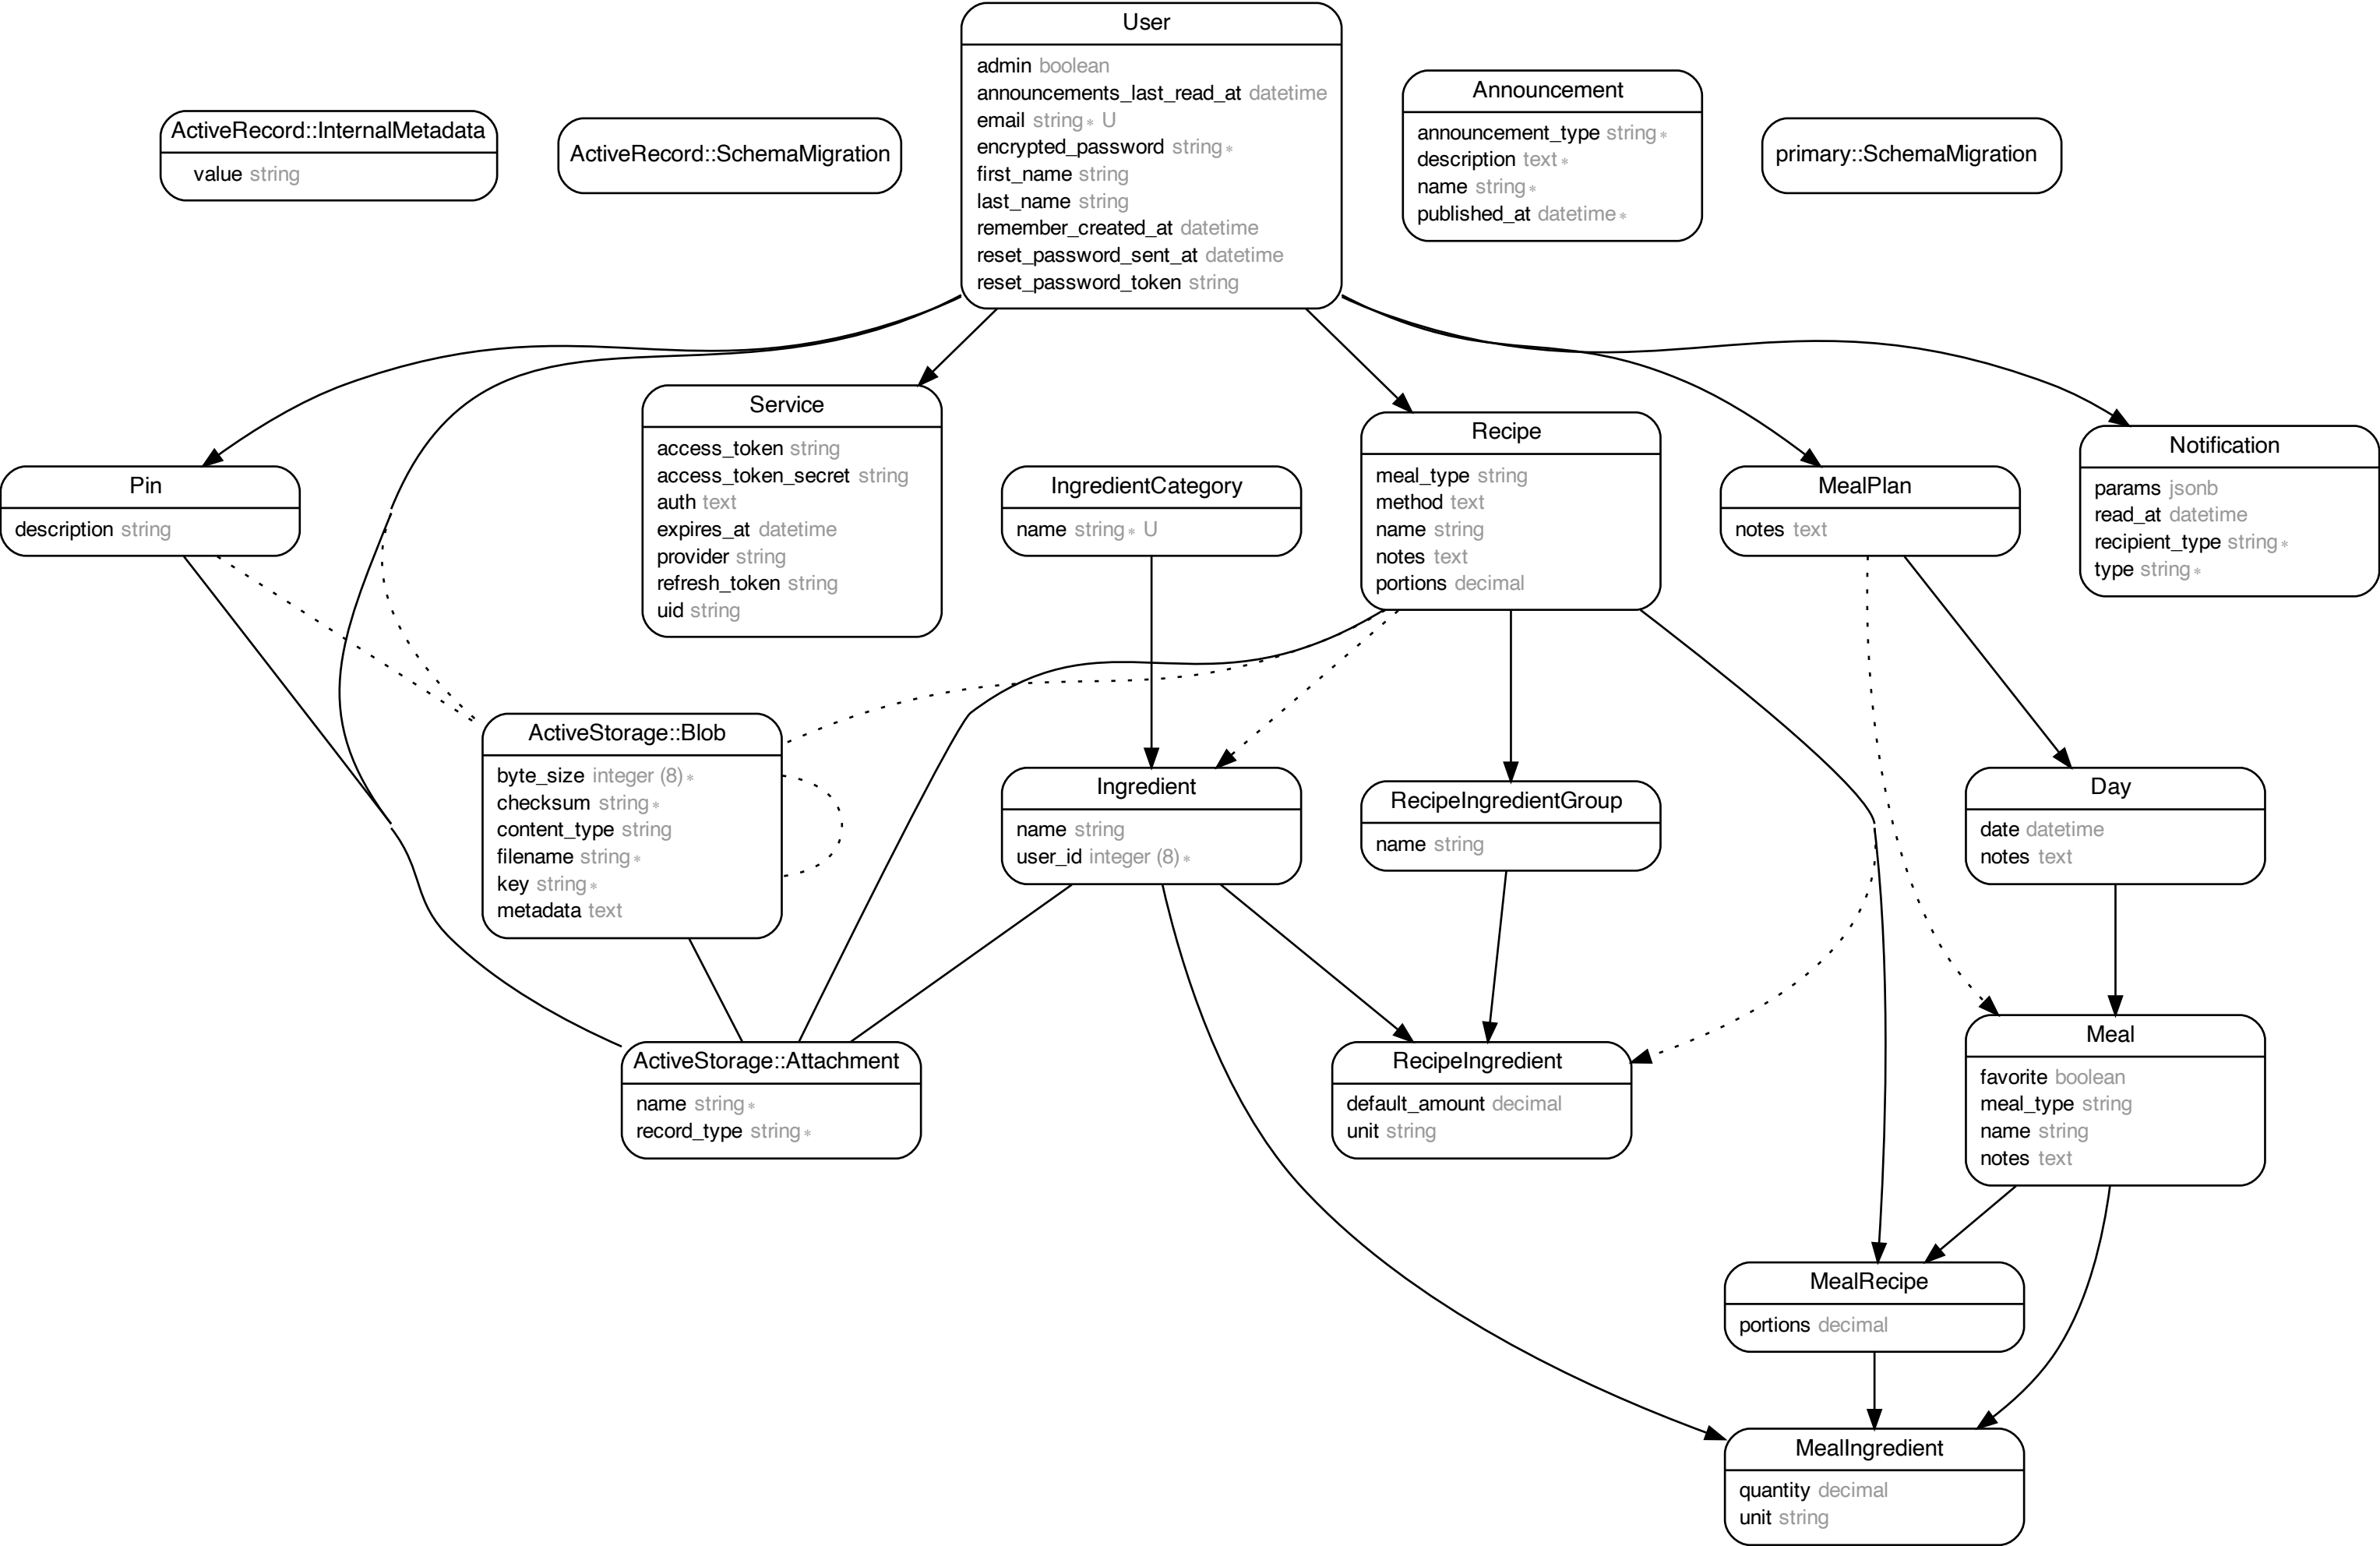 User
admin boolean
announcements_last_read_at datetime
email string∗ U
encrypted_password string∗
first_name string
last_name string
remember_created_at datetime
reset_password_sent_at datetime
reset_password_token string
Announcement
announcement_type string∗
description text∗
name string∗
published_at datetime∗
ActiveRecord::InternalMetadata
value string
ActiveRecord::SchemaMigration
primary::SchemaMigration
Service
access_token string
access_token_secret string
auth text
expires_at datetime
provider string
refresh_token string
uid string
Recipe
meal_type string
method text
name string
notes text
portions decimal
Notification
params jsonb
read_at datetime
recipient_type string∗
type string∗
Pin
description string
IngredientCategory
name string∗ U
MealPlan
notes text
ActiveStorage::Blob
byte_size integer (8)∗
checksum string∗
content_type string
filename string∗
key string∗
metadata text
Ingredient
name string
user_id integer (8)∗
RecipeIngredientGroup
name string
Day
date datetime
notes text
ActiveStorage::Attachment
name string∗
record_type string∗
RecipeIngredient
default_amount decimal
unit string
Meal
favorite boolean
meal_type string
name string
notes text
MealRecipe
portions decimal
MealIngredient
quantity decimal
unit string